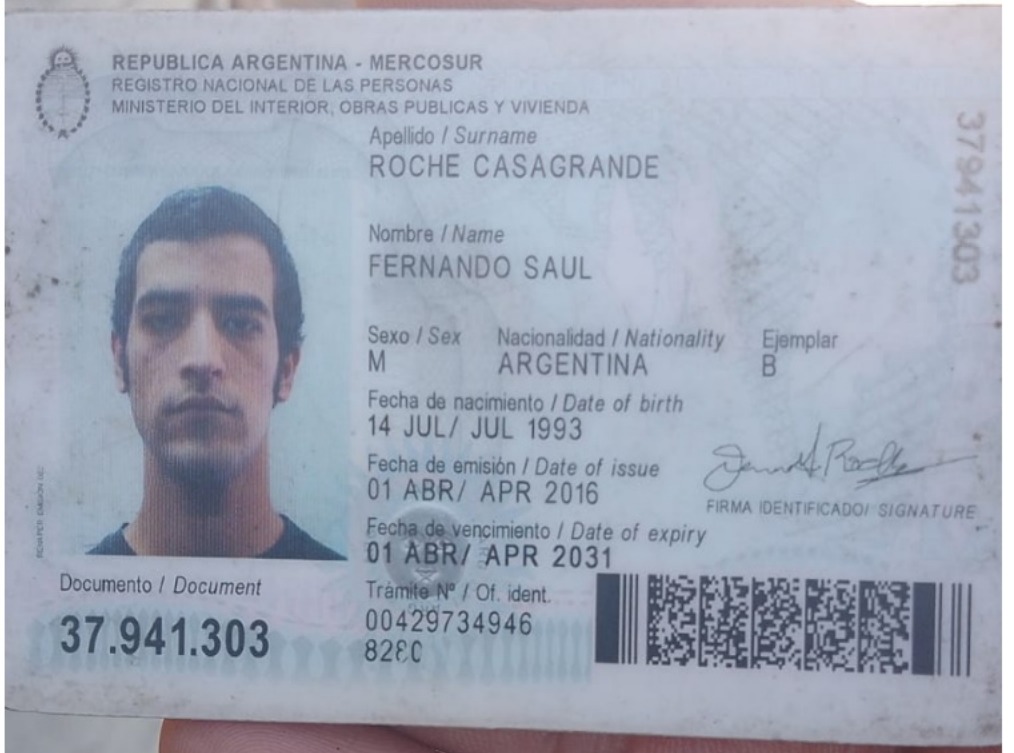 REPUBLICA ARGENTINA - MERCOSUR
REGISTRO NACIONAL DE LAS PERSONAS
MINISTERIO DEL INTERIOR, OBRAS PUBLICAS Y VIVIENDA
Apellido / Surname
ROCHE CASAGRANDE
Nombre / Name
FERNANDO SAUL
Sexo / Sex Nacionalidad / Nationality Ejemplar
M ARGENTINA B
Fecha de nacimiento / Date of birth
14 JUL/ JUL 1993
Fecha de emisión / Date of issue
01 ABR/ APR 2016
FIRMA IDENTIFICADO/ SIGNATURE
Fecha de vencimiento / Date of expiry
01 ABR/ APR 2031
Documento / Document
37.941.303
Trámite Nº / Of. ident.
00429734946
37941303